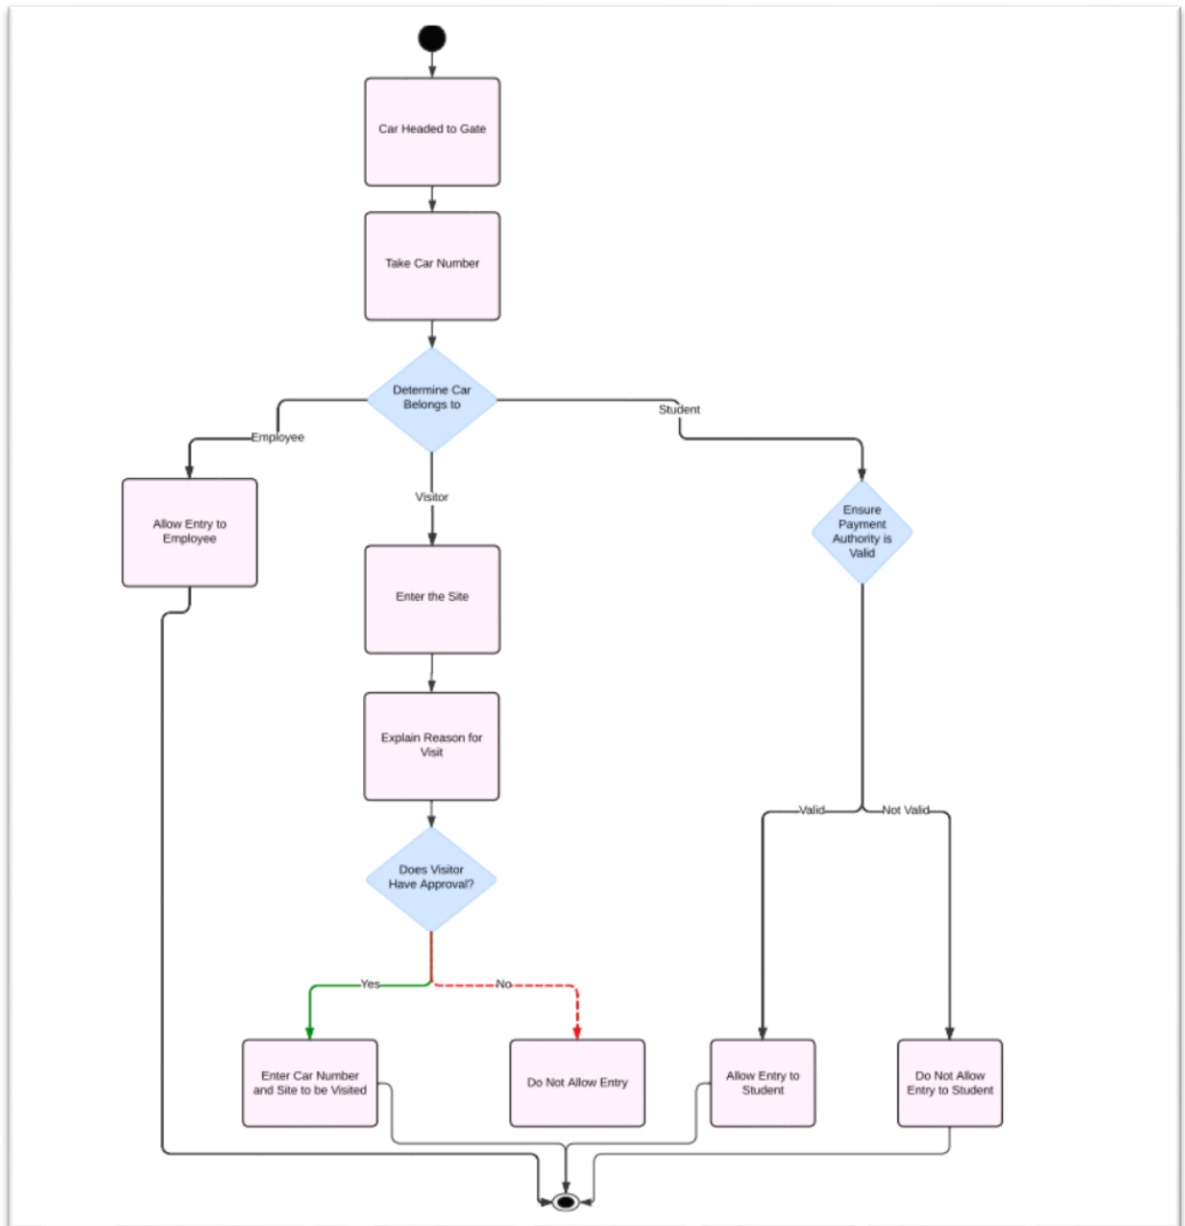 Car Headed to Gate
Take Car Number
Determine Car
Belongs to
Student
Employee
Visitor
Allow Entry to
Employee
Ensure
Payment
Authority is
Valid
Enter the Site
Explain Reason for
Visit
Valid
Not Valid
Does Visitor
Have Approval?
Yes
No
Enter Car Number
and Site to be Visited
Do Not Allow Entry
Allow Entry to
Student
Do Not Allow
Entry to Student